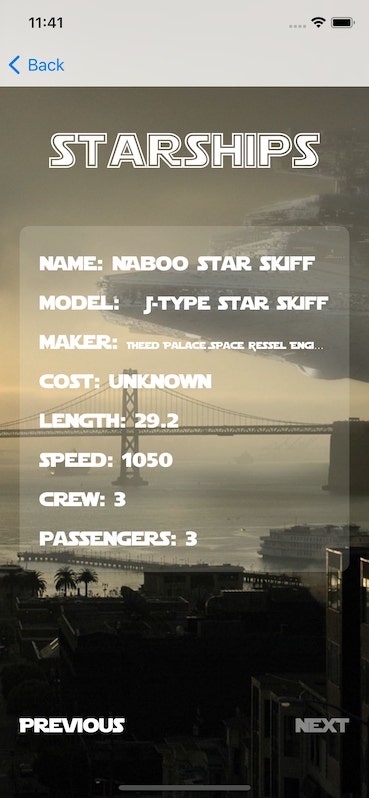 11:41
Back
STARSHIPS
NAME: NABOO STAR SKIFF
MODEL: J-TYPE STAR SKIFF
MAKER: THEED PALACE SPACE RESSEL ENGI...
COST: UNKNOWN
LENGTH: 29.2
SPEED: 1050
CREW: 3
PASSENGERS: 3
PREVIOUS
NEXT